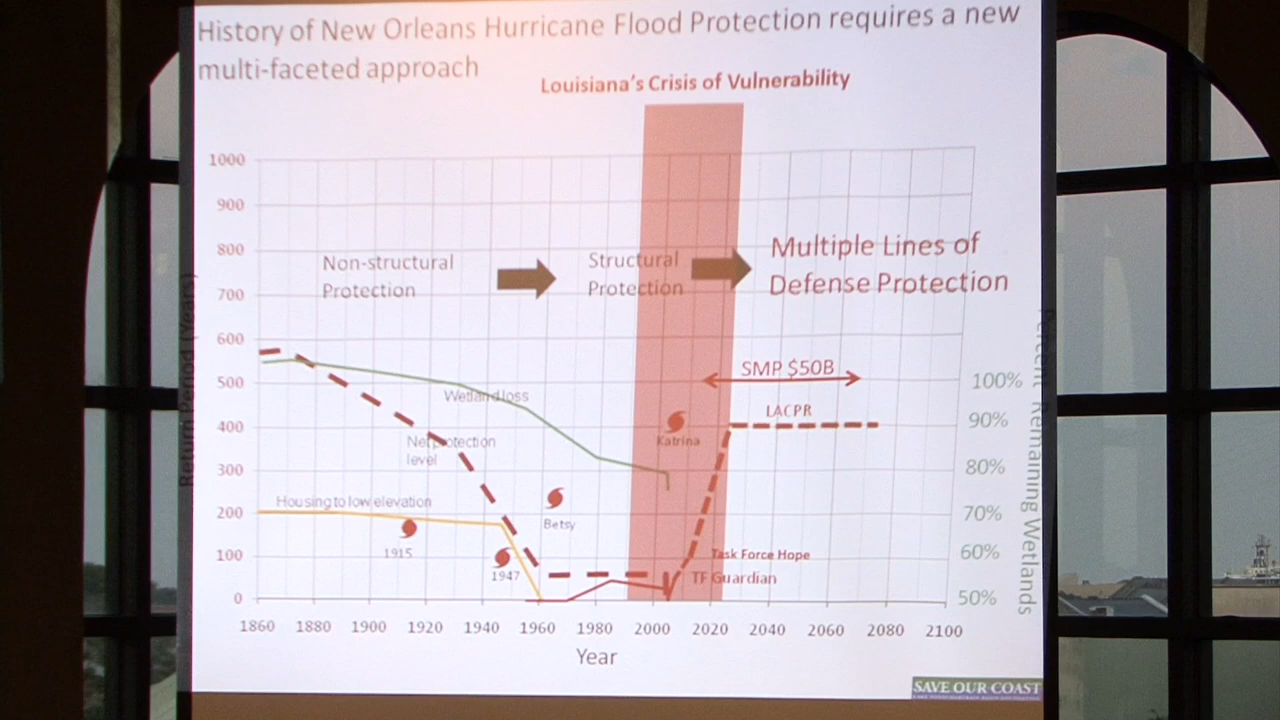 History of New Orleans Hurricane Flood Protection requires a new
multi-faceted approach
Louisiana's Crisis of Vulnerability
1000
900
800
700
600
500
400
300
200
100
0
Return Period (Years)
Non-structural
Protection
Structural
Protection
Multiple Lines of
Defense Protection
SMP $50B
LACPR
Wetland loss
Katrina
Net protection
level
Housing to low elevation
Betsy
1915
1947
Task Force Hope
TF Guardian
100%
90%
80%
70%
60%
50%
Percent Remaining Wetlands
1860 1880 1900 1920 1940 1960 1980 2000 2020 2040 2060 2080 2100
Year
SAVE OUR COAST